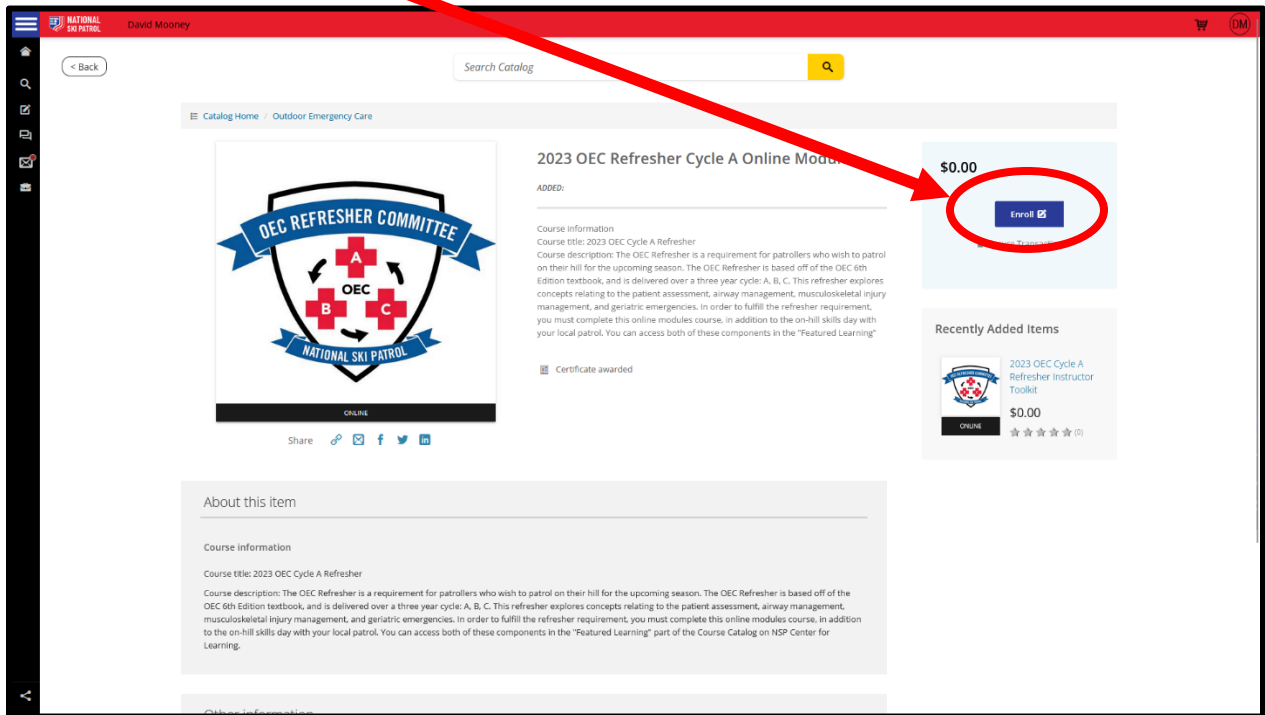 NATIONAL
SKI PATROL
David Mooney
DM
< Back
Search Catalog
Catalog Home / Outdoor Emergency Care
OEC REFRESHER COMMITTEE
A
OEC
B
C
NATIONAL SKI PATROL
ONLINE
Share
2023 OEC Refresher Cycle A Online
ADDED:
Course Information
Course title: 2023 OEC Cycle A Refresher
Course description: The OEC Refresher is a requirement for patrollers who wish to patrol
on their hill for the upcoming season. The OEC Refresher is based off of the OEC 6th
Edition textbook, and is delivered over a three year cycle: A, B, C. This refresher explores
concepts relating to the patient assessment, airway management, musculoskeletal injury
management, and geriatric emergencies. In order to fulfill the refresher requirement,
you must complete this online modules course, in addition to the on-hill skills day with
your local patrol. You can access both of these components in the "Featured Learning"
Certificate awarded
$0.00
Enroll
Recently Added Items
2023 OEC Cycle A
Refresher Instructor
Toolkit
$0.00
ONLINE
(0)
About this item
Course information
Course title: 2023 OEC Cycle A Refresher
Course description: The OEC Refresher is a requirement for patrollers who wish to patrol on their hill for the upcoming season. The OEC Refresher is based off of the
OEC 6th Edition textbook, and is delivered over a three year cycle: A, B, C. This refresher explores concepts relating to the patient assessment, airway management,
musculoskeletal injury management, and geriatric emergencies. In order to fulfill the refresher requirement, you must complete this online modules course, in addition
to the on-hill skills day with your local patrol. You can access both of these components in the "Featured Learning" part of the Course Catalog on NSP Center for
Learning.
Other information